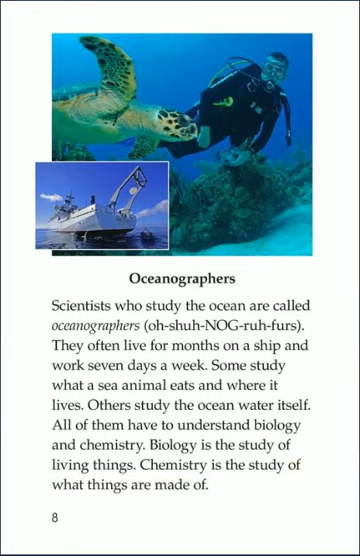 Oceanographers
Scientists who study the ocean are called
oceanographers (oh-shuh-NOG-ruh-furs).
They often live for months on a ship and
work seven days a week. Some study
what a sea animal eats and where it
lives. Others study the ocean water itself.
All of them have to understand biology
and chemistry. Biology is the study of
living things. Chemistry is the study of
what things are made of.
8